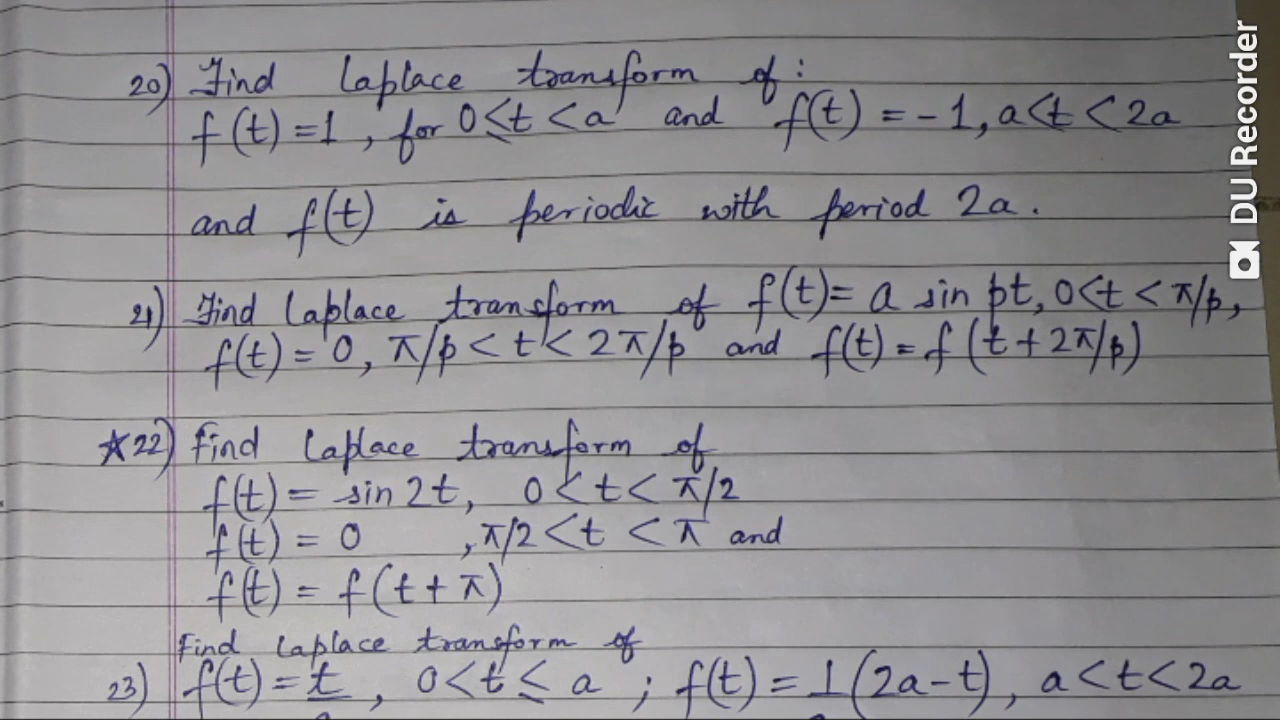 20) Find Laplace transform of:
f(t)=1, for 0<t<a and f(t) = -1, a<t<2a
and f(t) is periodic with period 2a.
21) Find Laplace transform of f(t)= a sin pt, 0<t<π/p,
f(t)=0, π/p<t<2π/p and f(t)=f(t+2π/p)
☆22) Find Laplace transform of
f(t) = sin 2t, 0<t<π/2
f(t) = 0 , π/2<t<π and
f(t) = f(t+π)
Find Laplace transform of
23) f(t)=t, 0<t≤a ; f(t)=1(2a-t), a<t<2a
DU Recorder